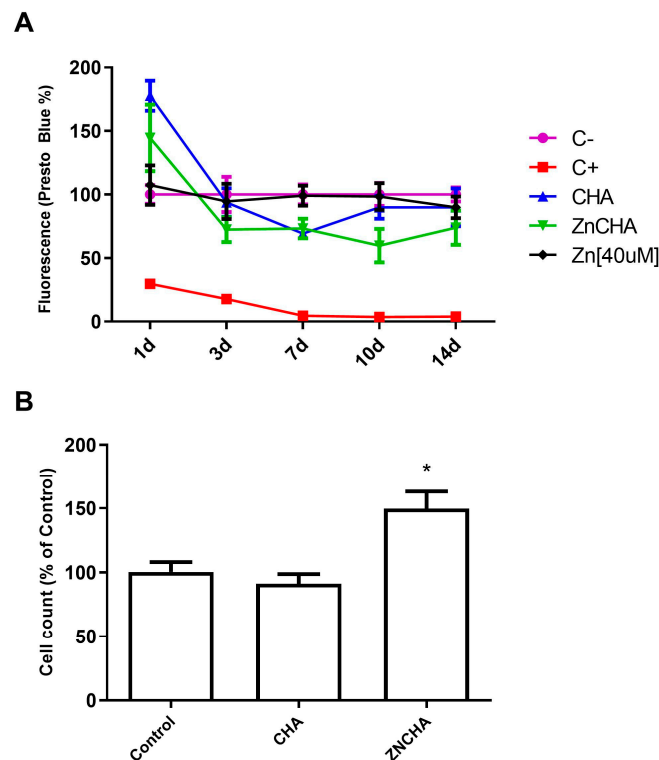 A
Fluorescence (Presto Blue %)
200
150
100
50
0
1d
3d
7d
10d
14d
C-
C+
CHA
ZnCHA
Zn[40uM]
B
Cell count (% of Control)
200
150
100
50
0
*
Control
CHA
ZNCHA